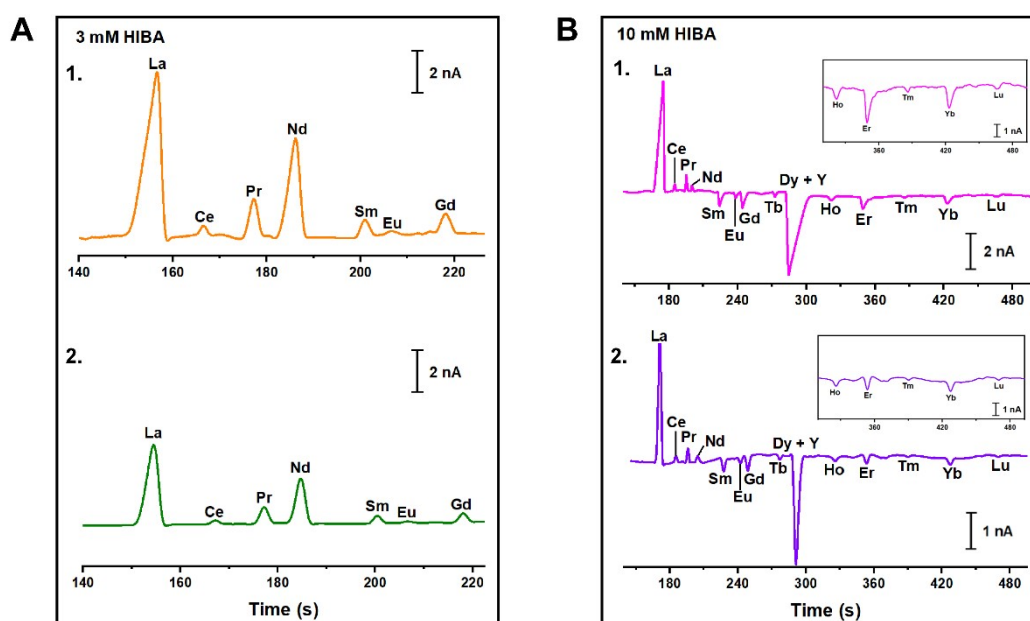 A
3 mM HIBA
1.
2 nA
La
Ce
Pr
Nd
Sm
Eu
Gd
140 160 180 200 220
2.
2 nA
La
Ce
Pr
Nd
Sm
Eu
Gd
140 160 180 200 220
Time (s)
B
10 mM HIBA
1.
La
Ce
Pr
Nd
Sm
Eu
Gd
Tb
Dy + Y
Ho
Er
Tm
Yb
Lu
2 nA
Ho
Er
Tm
Yb
Lu
1 nA
360 420 480
180 240 300 360 420 480
2.
La
Ce
Pr
Nd
Sm
Eu
Gd
Tb
Dy + Y
Ho
Er
Tm
Yb
Lu
1 nA
Ho
Er
Tm
Yb
Lu
1 nA
360 420 480
180 240 300 360 420 480
Time (s)